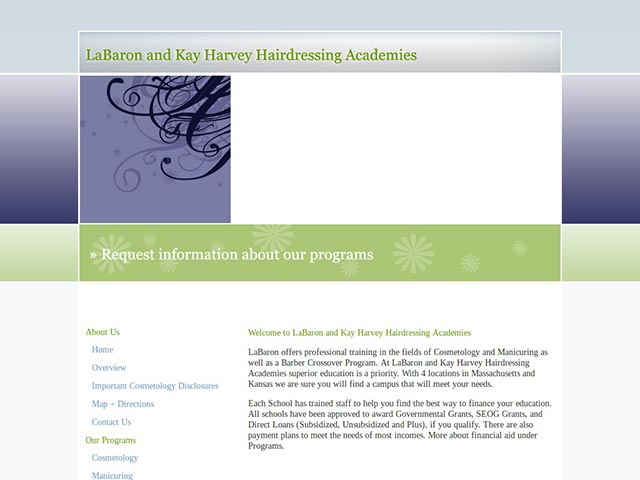 LaBaron and Kay Harvey Hairdressing Academies
» Request information about our programs
About Us
Home
Overview
Important Cosmetology Disclosures
Map + Directions
Contact Us
Our Programs
Cosmetology
Manicuring
Welcome to LaBaron and Kay Harvey Hairdressing Academies
LaBaron offers professional training in the fields of Cosmetology and Manicuring as
well as a Barber Crossover Program. At LaBaron and Kay Harvey Hairdressing
Academies superior education is a priority. With 4 locations in Massachusetts and
Kansas we are sure you will find a campus that will meet your needs.
Each School has trained staff to help you find the best way to finance your education.
All schools have been approved to award Governmental Grants, SEOG Grants, and
Direct Loans (Subsidized, Unsubsidized and Plus), if you qualify. There are also
payment plans to meet the needs of most incomes. More about financial aid under
Programs.